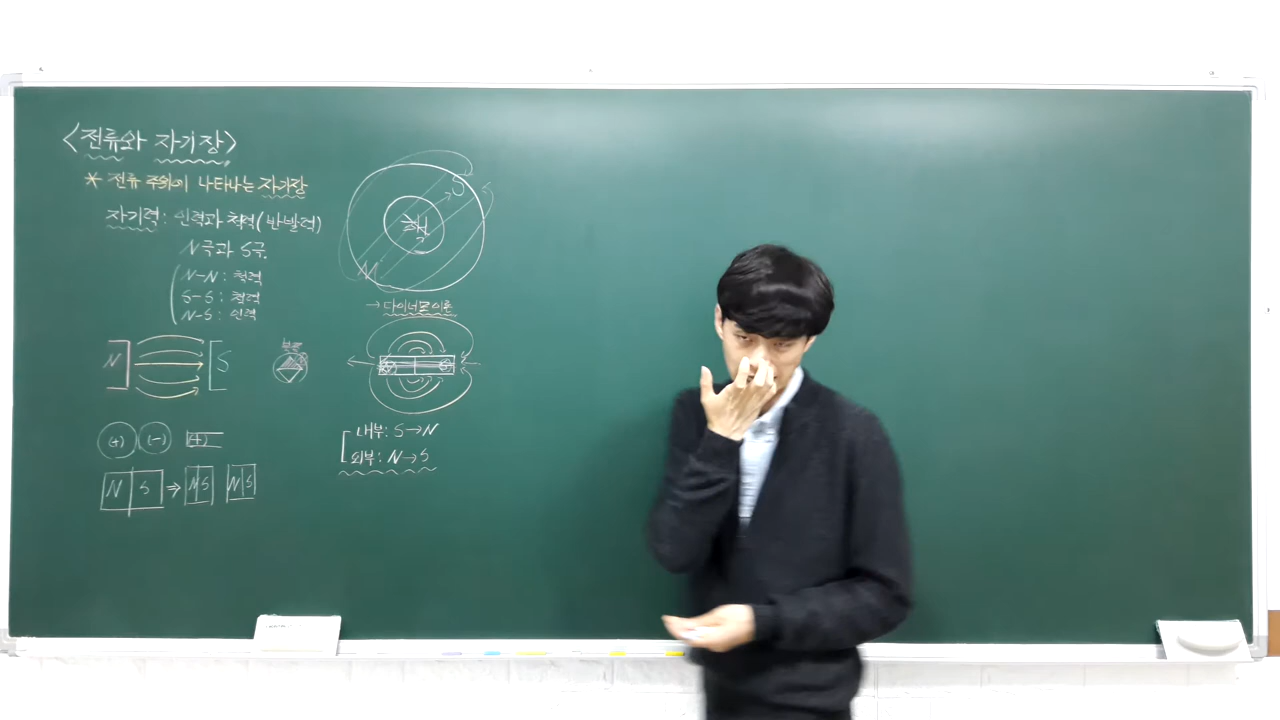 <전류와 자기장>
* 전류 주위에 나타나는 자기장
자기력: 인력과 척력(반발력)
N극과 S극.
N-N: 척력
S-S: 척력
N-S: 인력
N S
(+) (-) (+)
N S ⇒ N S N S
S
핵
N
→ 다이너모이론
내부: S→N
외부: N→S